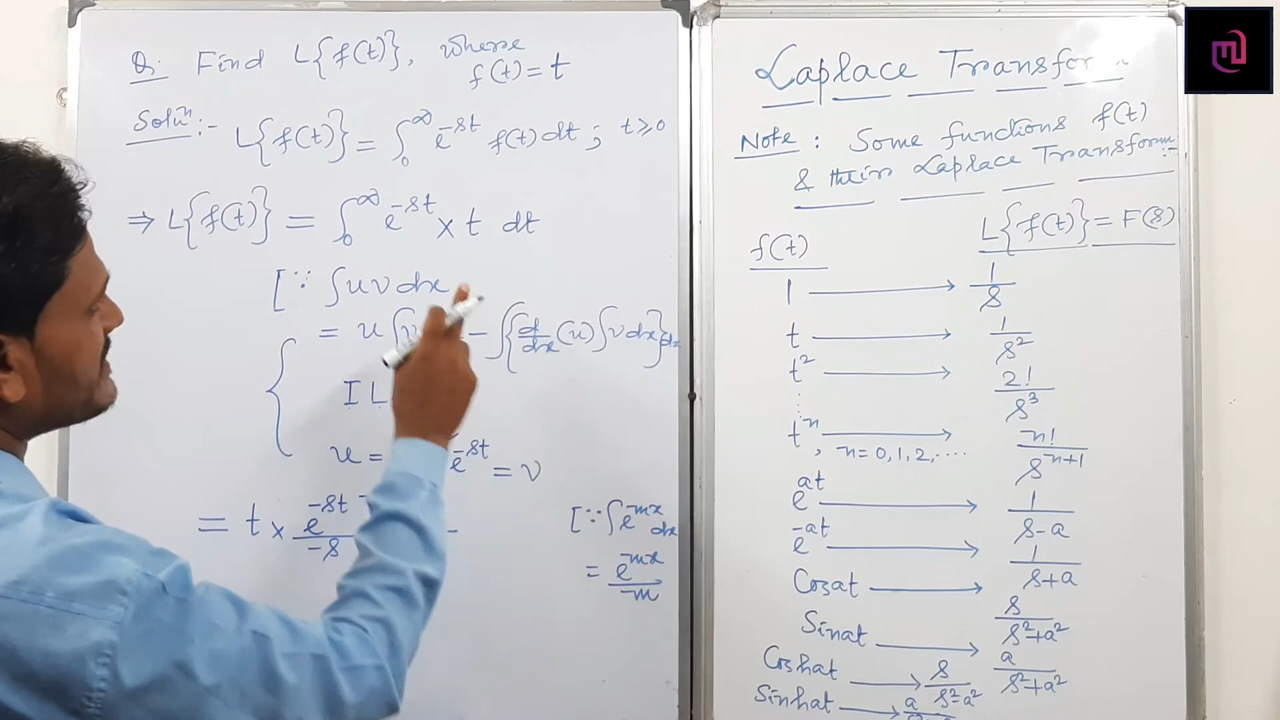 Q. Find L{f(t)}, where
f(t) = t
Soluⁿ :- L{f(t)} = ∫₀^∞ e^-st f(t) dt ; t ≥ 0
⇒ L{f(t)} = ∫₀^∞ e^-st × t dt
[∵ ∫uv dx
= u ∫v - ∫{d/dx (u) ∫v dx} dx
I L
u = e^-st = v
= t × e^-st/-s
[∵ ∫e^-mx dx
= e^-mx/-m
Laplace Transform
Note : Some functions f(t)
& their Laplace Transform :-
f(t) L{f(t)} = F(s)
1 → 1/s
t → 1/s²
t² → 2!/s³
⋮
tⁿ, n = 0, 1, 2, .... → n!/s^n+1
e^at → 1/s-a
e^-at → 1/s+a
Cosat → s/s²+a²
Sinat → a/s²+a²
Coshat → s/s²-a²
Sinhat → a